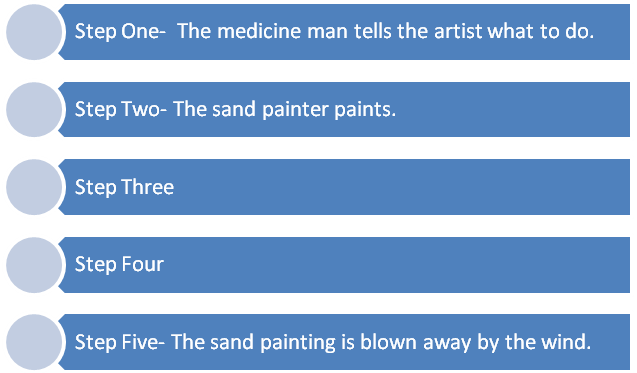 Step One-  The medicine man tells the artist what to do.
Step Two- The sand painter paints.
Step Three
Step Four
Step Five- The sand painting is blown away by the wind.